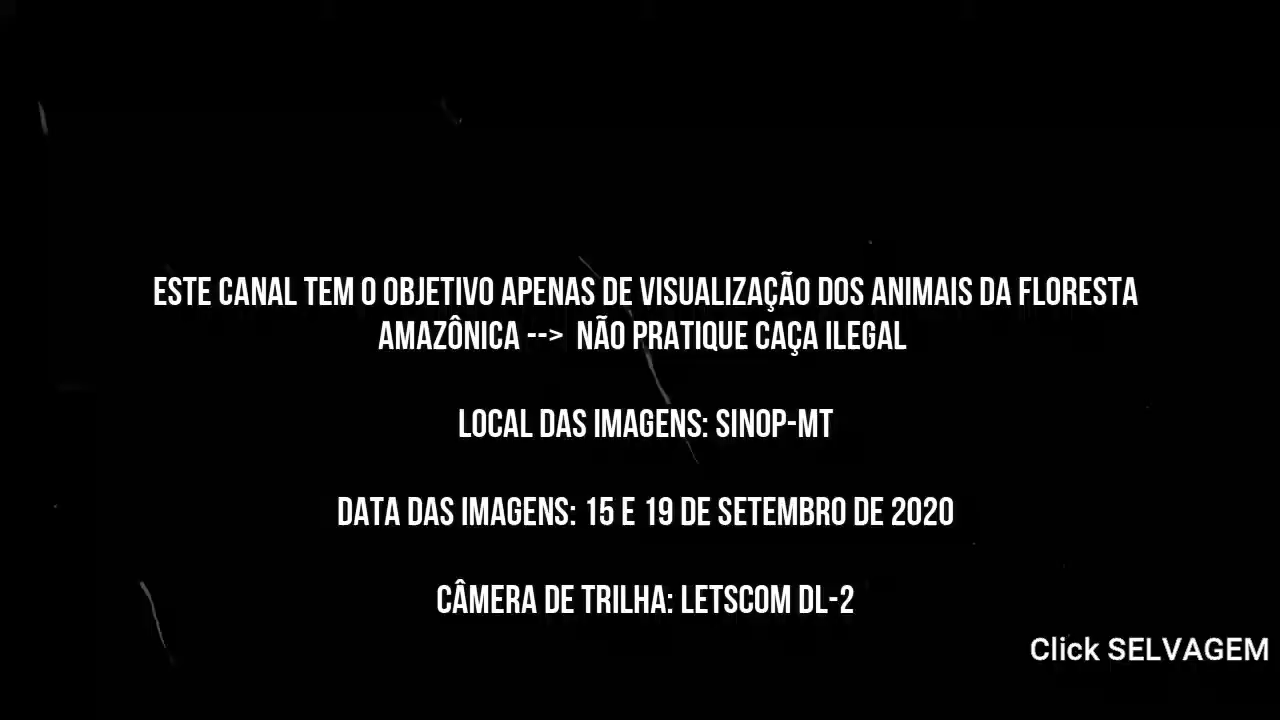 ESTE CANAL TEM O OBJETIVO APENAS DE VISUALIZAÇÃO DOS ANIMAIS DA FLORESTA
AMAZÔNICA --> NÃO PRATIQUE CAÇA ILEGAL
LOCAL DAS IMAGENS: SINOP-MT
DATA DAS IMAGENS: 15 E 19 DE SETEMBRO DE 2020
CÂMERA DE TRILHA: LETSCOM DL-2
Click SELVAGEM